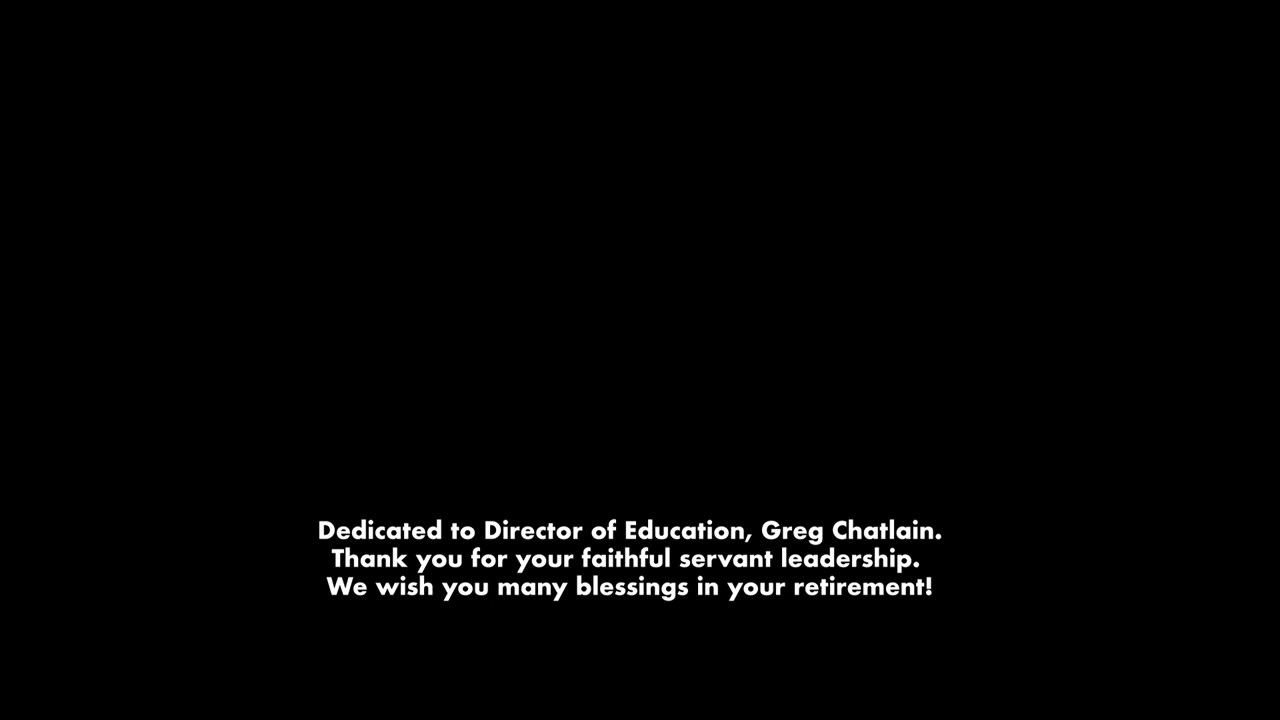 Dedicated to Director of Education, Greg Chatlain.
Thank you for your faithful servant leadership.
We wish you many blessings in your retirement!